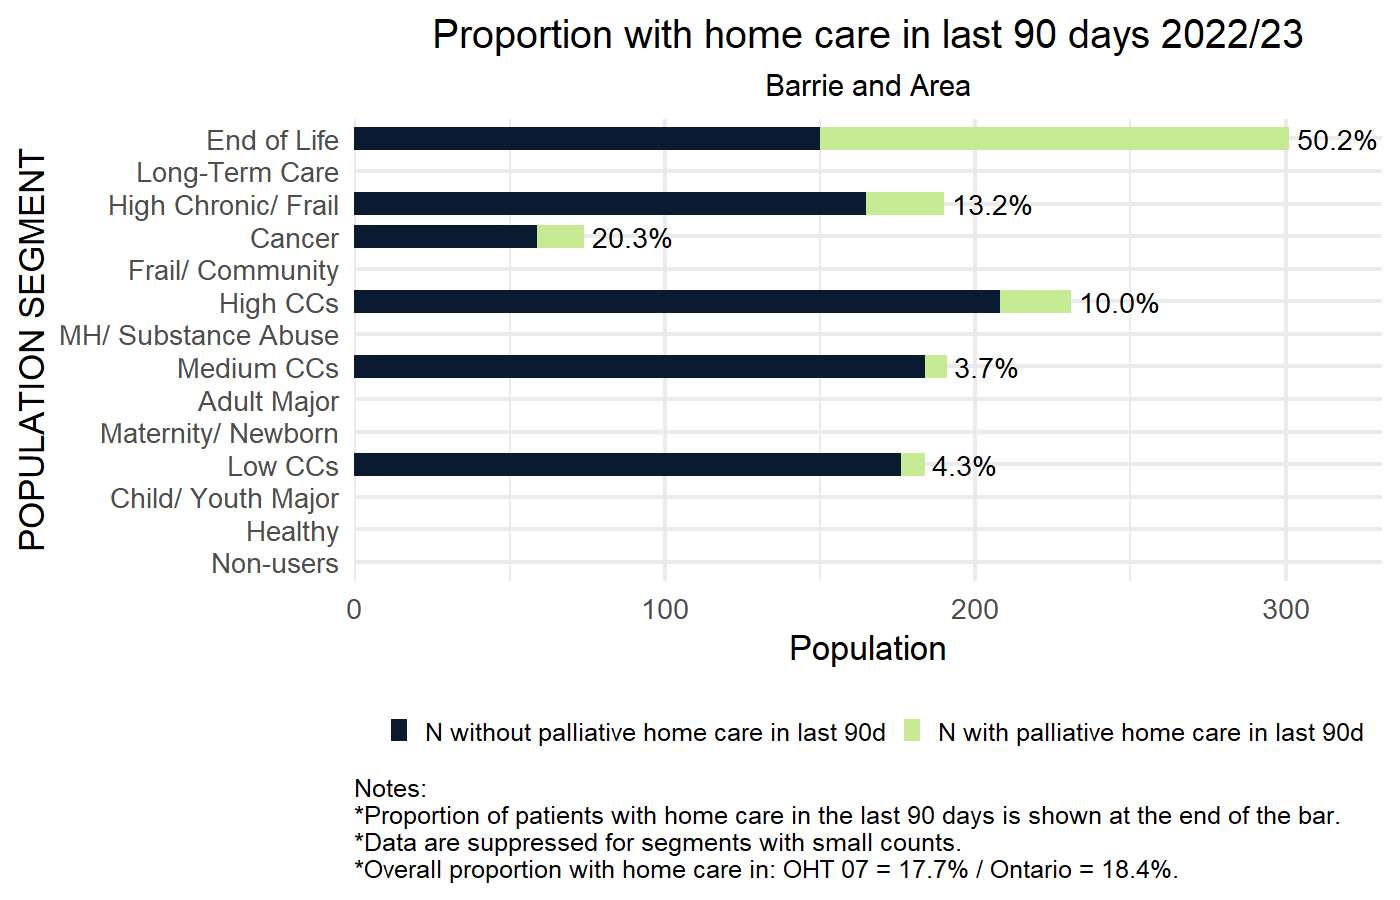 Proportion with home care in last 90 days 2022/23
Barrie and Area
POPULATION SEGMENT
End of Life 50.2%
Long-Term Care
High Chronic/ Frail 13.2%
Cancer 20.3%
Frail/ Community
High CCs 10.0%
MH/ Substance Abuse
Medium CCs 3.7%
Adult Major
Maternity/ Newborn
Low CCs 4.3%
Child/ Youth Major
Healthy
Non-users
0 100 200 300
Population
N without palliative home care in last 90d N with palliative home care in last 90d
Notes:
*Proportion of patients with home care in the last 90 days is shown at the end of the bar.
*Data are suppressed for segments with small counts.
*Overall proportion with home care in: OHT 07 = 17.7% / Ontario = 18.4%.